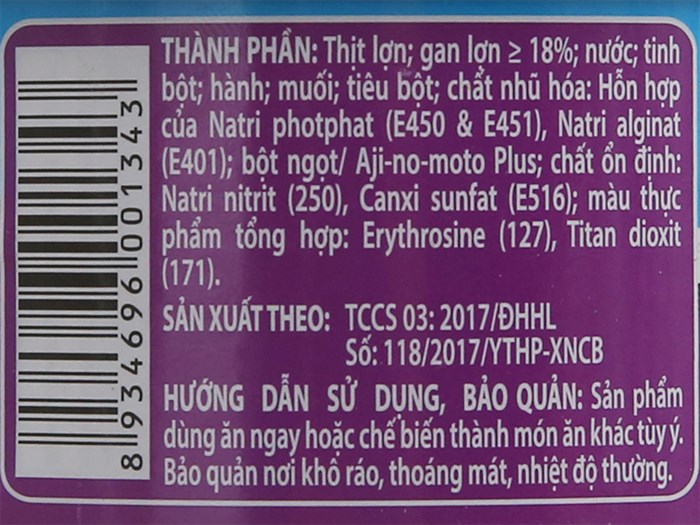 THÀNH PHẦN: Thịt lợn; gan lợn ≥ 18%; nước; tinh
bột; hành; muối; tiêu bột; chất nhũ hóa: Hỗn hợp
của Natri photphat (E450 & E451), Natri alginat
(E401); bột ngọt/ Aji-no-moto Plus; chất ổn định:
Natri nitrit (250), Canxi sunfat (E516); màu thực
phẩm tổng hợp: Erythrosine (127), Titan dioxit
(171).
SẢN XUẤT THEO: TCCS 03: 2017/ĐHHL
Số: 118/2017/YTHP-XNCB
HƯỚNG DẪN SỬ DỤNG, BẢO QUẢN: Sản phẩm
dùng ăn ngay hoặc chế biến thành món ăn khác tùy ý.
Bảo quản nơi khô ráo, thoáng mát, nhiệt độ thường.
8 934696 001343